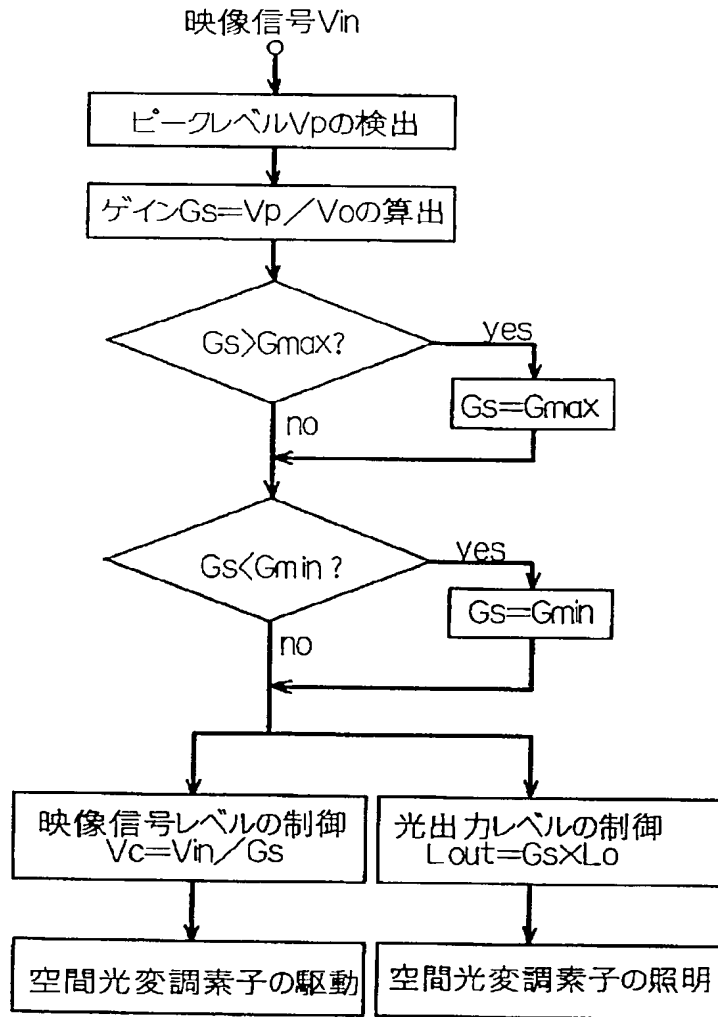 映像信号Vin
ピークレベルVpの検出
ゲインGs=Vp／Voの算出
Gs>Gmax?
yes
Gs=Gmax
no
Gs<Gmin?
yes
Gs=Gmin
no
映像信号レベルの制御
Vc=Vin／Gs
光出力レベルの制御
Lout=Gs×Lo
空間光変調素子の駆動
空間光変調素子の照明